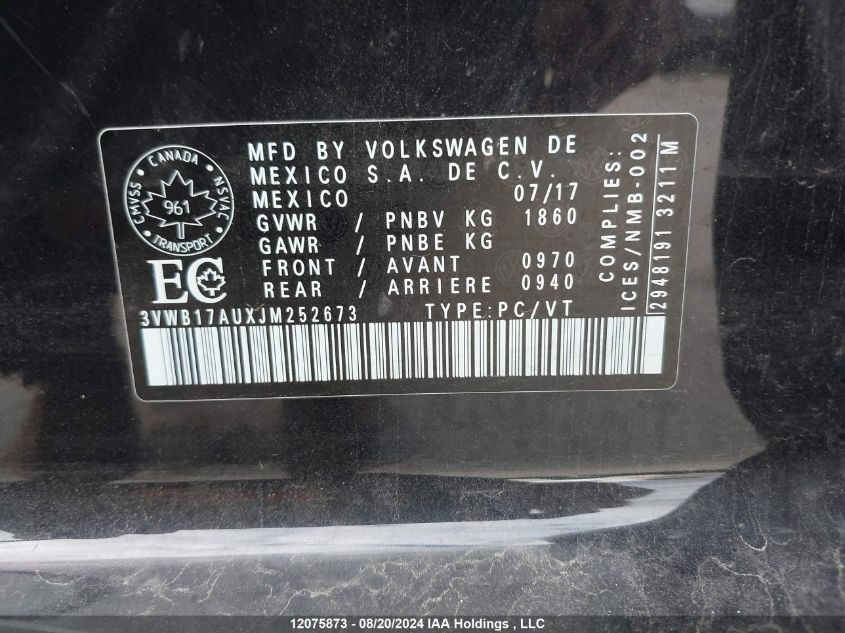 CANADA
CMVSS
NSVAC
961
TRANSPORT
EC
MFD BY VOLKSWAGEN DE
MEXICO S.A. DE C.V.
MEXICO 07/17
GVWR / PNBV KG 1860
GAWR / PNBE KG
FRONT / AVANT 0970
REAR / ARRIERE 0940
3VWB17AUXJM252673 TYPE:PC/VT
COMPLIES:
ICES/NMB-002
2948191 3211M
12075873 - 08/20/2024 IAA Holdings , LLC